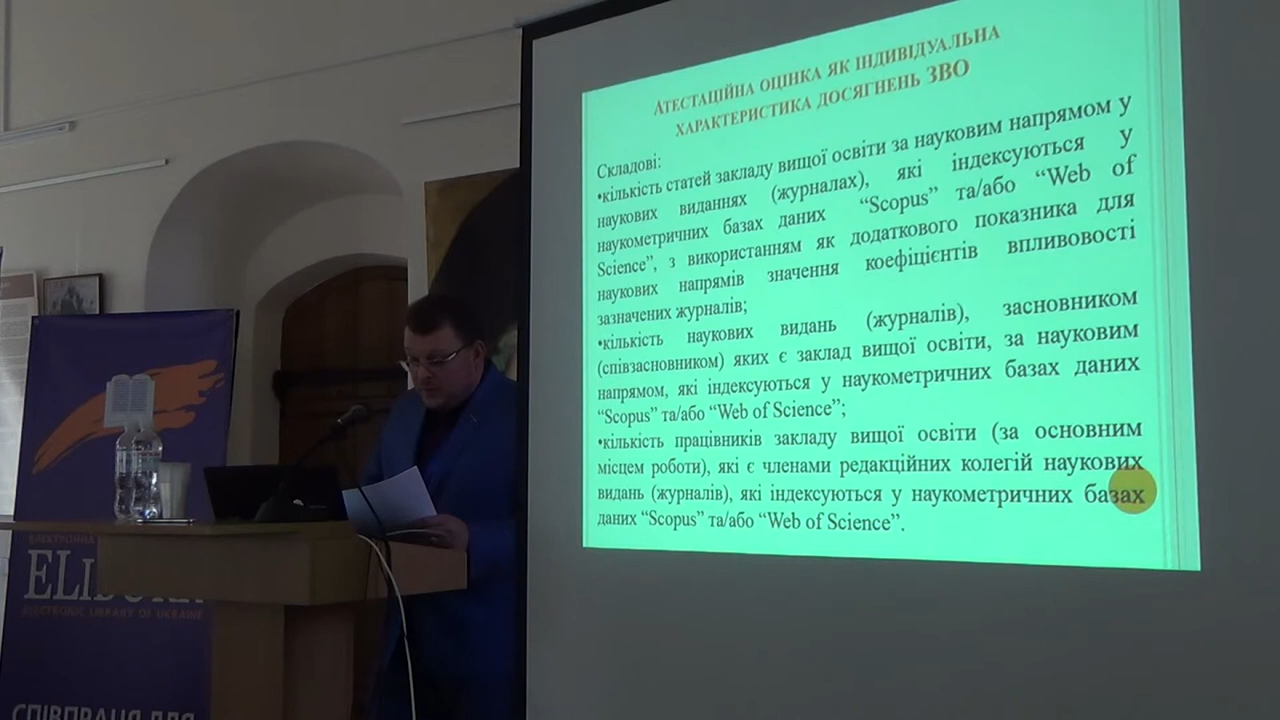 Атестаційна оцінка як індивідуальна
характеристика досягнень ЗВО
Складові:
•кількість статей закладу вищої освіти за науковим напрямом у
наукових виданнях (журналах), які індексуються у
наукометричних базах даних “Scopus” та/або “Web of
Science”, з використанням як додаткового показника для
наукових напрямів значення коефіцієнтів впливовості
зазначених журналів;
•кількість наукових видань (журналів), засновником
(співзасновником) яких є заклад вищої освіти, за науковим
напрямом, які індексуються у наукометричних базах даних
“Scopus” та/або “Web of Science”;
•кількість працівників закладу вищої освіти (за основним
місцем роботи), які є членами редакційних колегій наукових
видань (журналів), які індексуються у наукометричних базах
даних “Scopus” та/або “Web of Science”.
ELECTRONIC LIBRARY OF UKRAINE
СПІВПРАЦЯ ДЛЯ